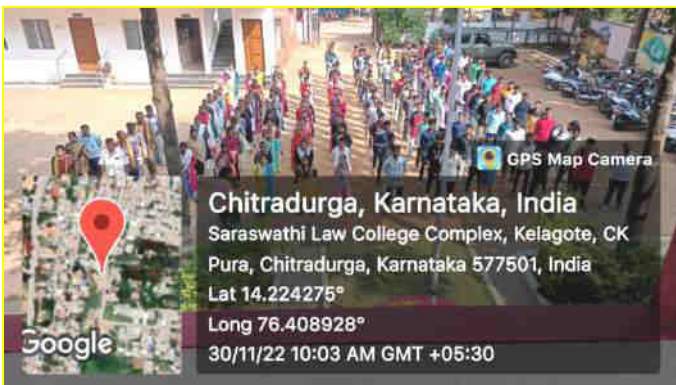 GPS Map Camera
Chitradurga, Karnataka, India
Saraswathi Law College Complex, Kelagote, CK
Pura, Chitradurga, Karnataka 577501, India
Lat 14.224275°
Long 76.408928°
Google
30/11/22 10:03 AM GMT +05:30